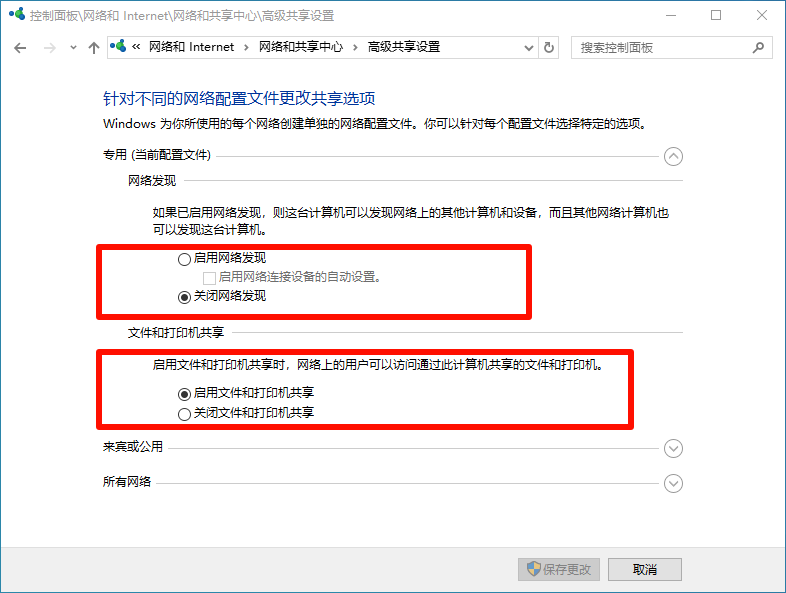 控制面板\网络和 Internet\网络和共享中心\高级共享设置
« 网络和 Internet › 网络和共享中心 › 高级共享设置
搜索控制面板
针对不同的网络配置文件更改共享选项
Windows 为你所使用的每个网络创建单独的网络配置文件。你可以针对每个配置文件选择特定的选项。
专用 (当前配置文件)
网络发现
如果已启用网络发现，则这台计算机可以发现网络上的其他计算机和设备，而且其他网络计算机也
可以发现这台计算机。
启用网络发现
启用网络连接设备的自动设置。
关闭网络发现
文件和打印机共享
启用文件和打印机共享时，网络上的用户可以访问通过此计算机共享的文件和打印机。
启用文件和打印机共享
关闭文件和打印机共享
来宾或公用
所有网络
保存更改
取消